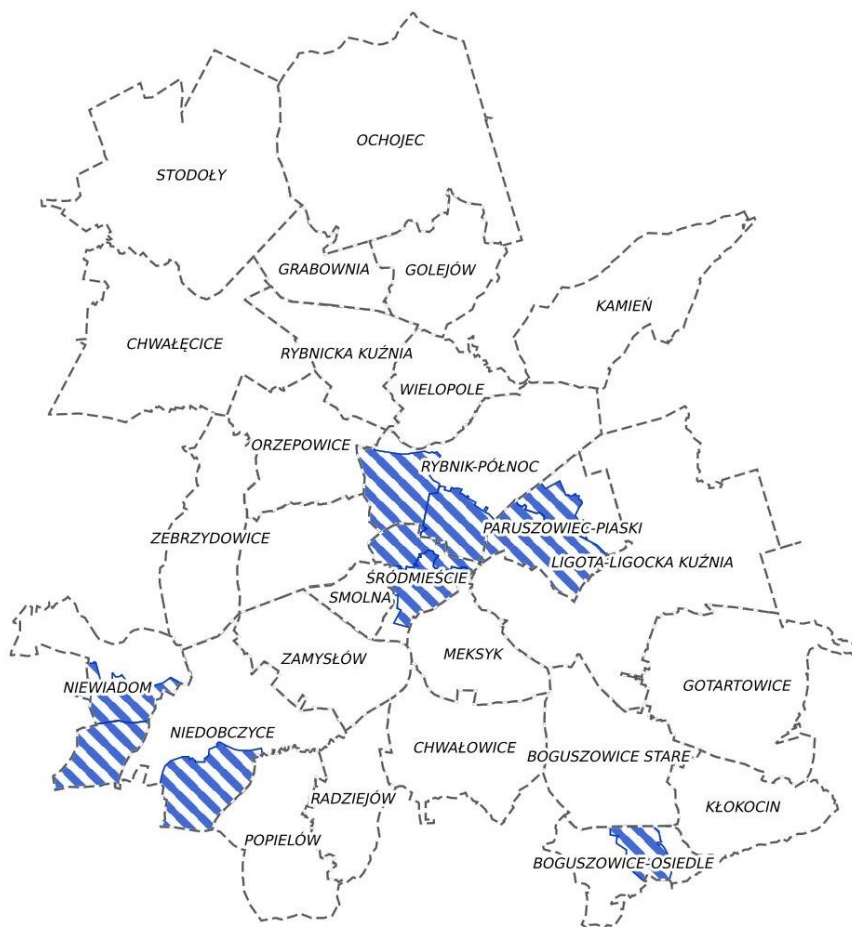 OCHOJEC
STODOŁY
GRABOWNIA
GOLEJÓW
KAMIEŃ
CHWAŁĘCICE
RYBNICKA KUŹNIA
WIELOPOLE
ORZEPOWICE
RYBNIK-PÓŁNOC
PARUSZOWIEC-PIASKI
ZEBRZYDOWICE
LIGOTA-LIGOCKA KUŹNIA
ŚRÓDMIEŚCIE
SMOLNA
ZAMYSŁÓW
MEKSYK
NIEWIADOM
GOTARTOWICE
NIEDOBCZYCE
CHWAŁOWICE
BOGUSZOWICE STARE
RADZIEJÓW
KŁOKOCIN
POPIELÓW
BOGUSZOWICE-OSIEDLE